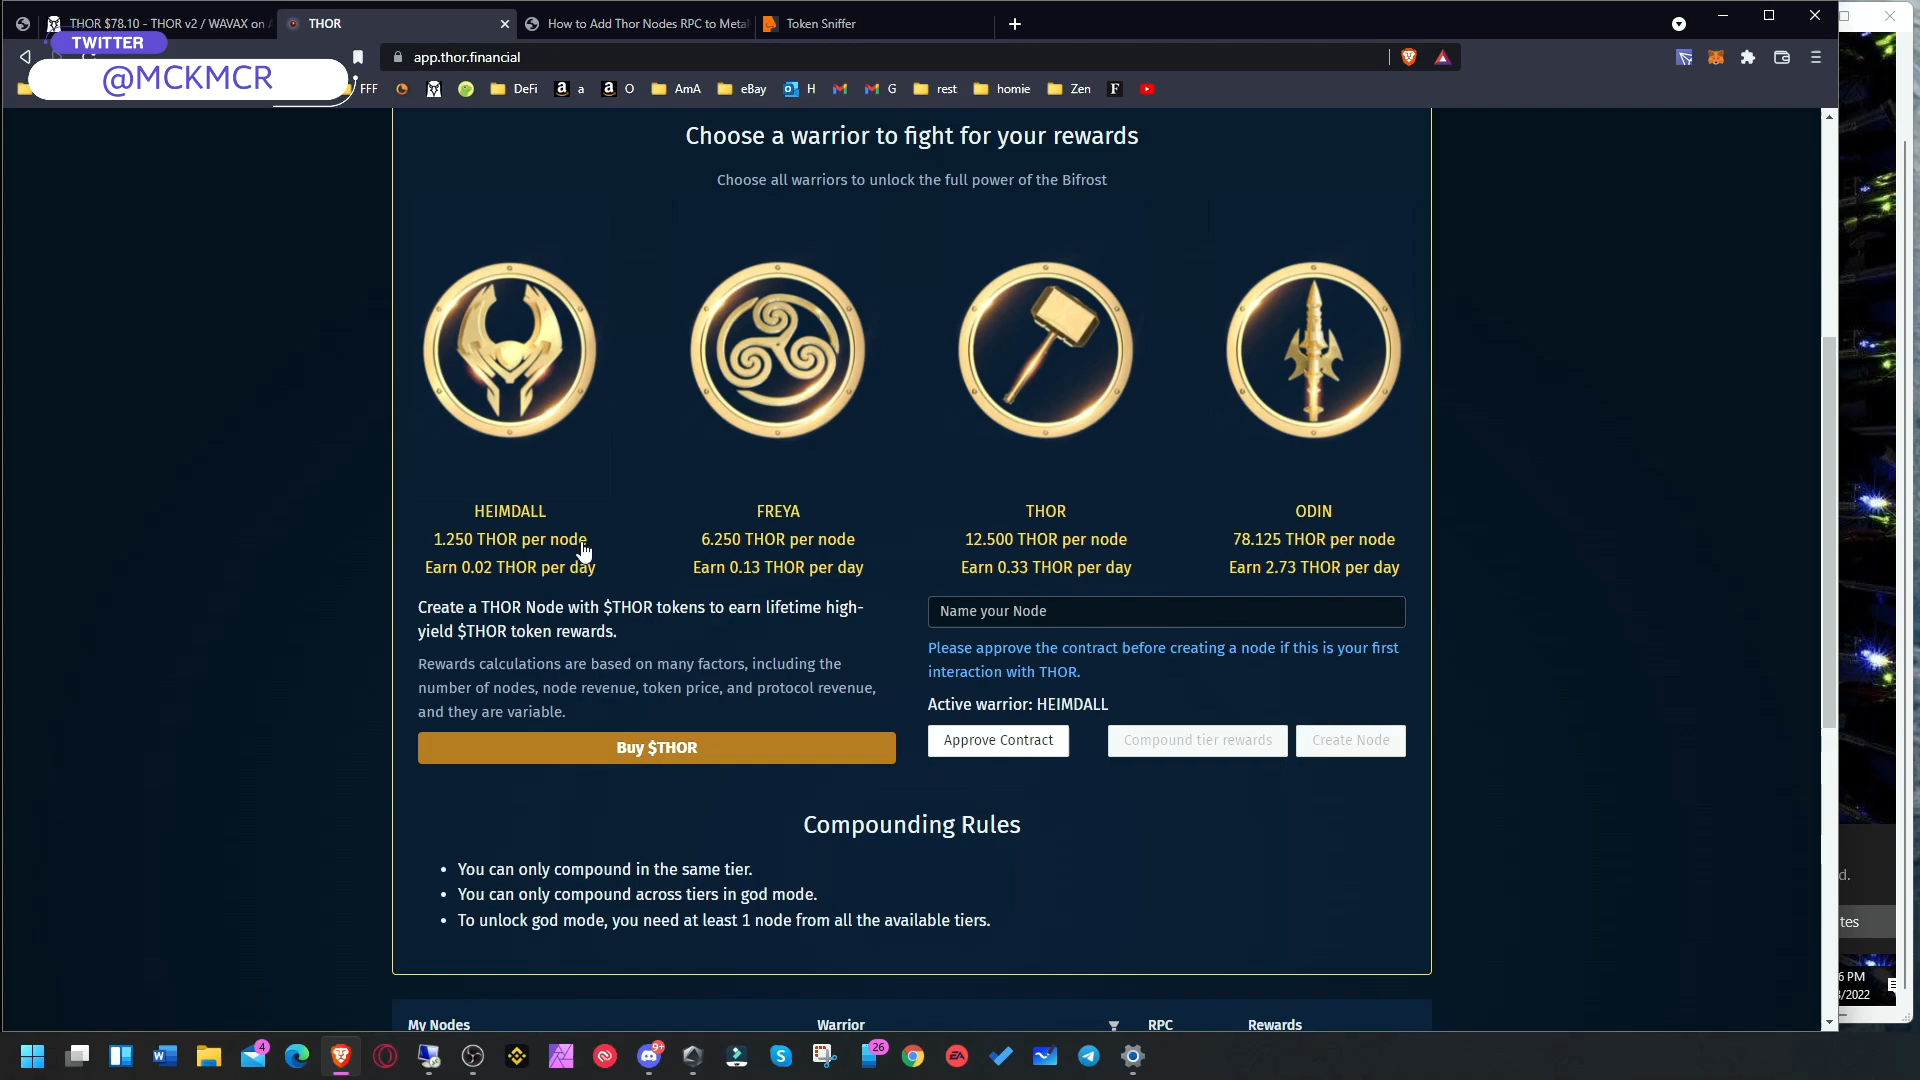 THOR $78.10 - THOR v2 / WAVAX on
THOR
How to Add Thor Nodes RPC to Meta
Token Sniffer
TWITTER
@MCKMCR
app.thor.financial
FFF
DeFi
a
O
AmA
eBay
H
G
rest
homie
Zen
Choose a warrior to fight for your rewards
Choose all warriors to unlock the full power of the Bifrost
HEIMDALL
1.250 THOR per node
Earn 0.02 THOR per day
FREYA
6.250 THOR per node
Earn 0.13 THOR per day
THOR
12.500 THOR per node
Earn 0.33 THOR per day
ODIN
78.125 THOR per node
Earn 2.73 THOR per day
Create a THOR Node with $THOR tokens to earn lifetime high-
yield $THOR token rewards.
Rewards calculations are based on many factors, including the
number of nodes, node revenue, token price, and protocol revenue,
and they are variable.
Buy $THOR
Name your Node
Please approve the contract before creating a node if this is your first
interaction with THOR.
Active warrior: HEIMDALL
Approve Contract
Compound tier rewards
Create Node
Compounding Rules
• You can only compound in the same tier.
• You can only compound across tiers in god mode.
• To unlock god mode, you need at least 1 node from all the available tiers.
My Nodes
Warrior
RPC
Rewards
d.
tes
6 PM
/2022
4
9+
26